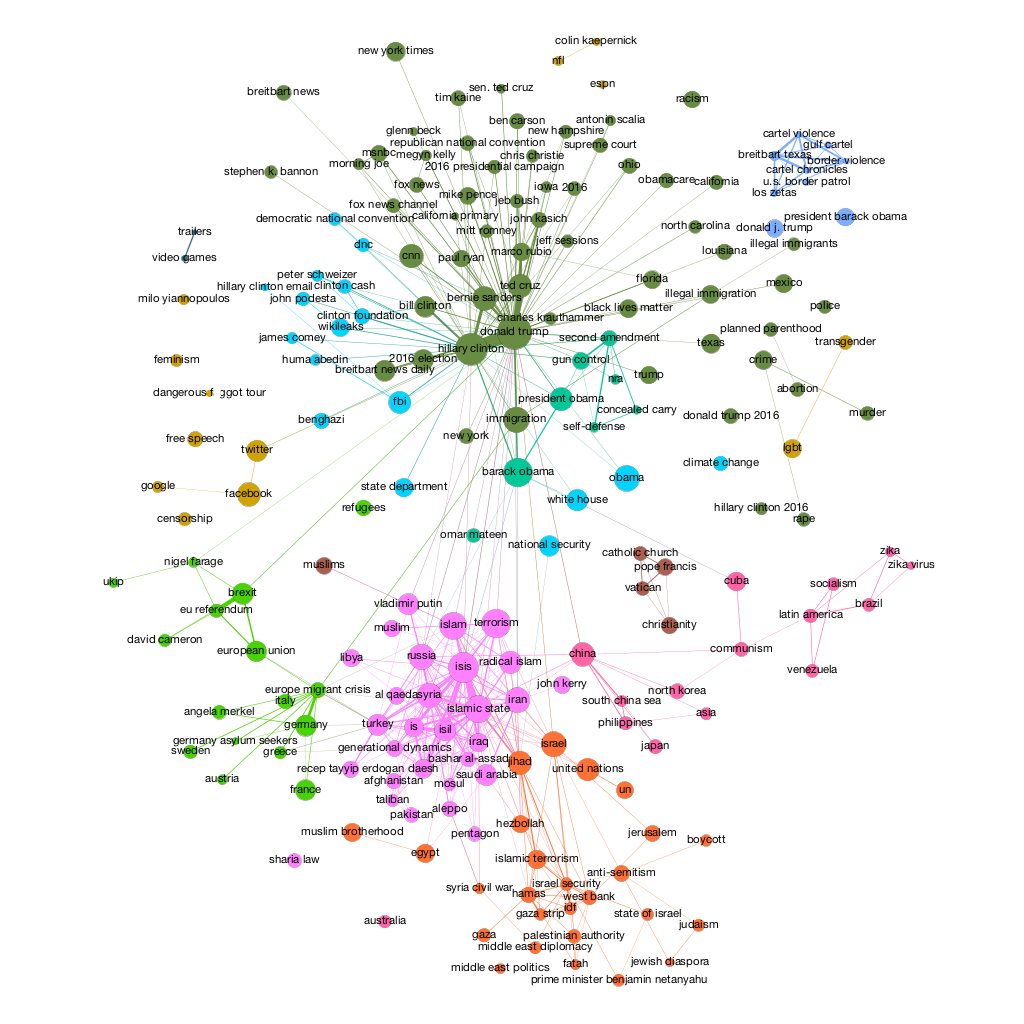 colin kaepernick
new york times
nfl
espn
sen. ted cruz
breitbart news
tim kaine
racism
ben carson
antonin scalia
glenn beck
new hampshire
cartel violence
republican national convention
supreme court
gulf cartel
msnbc
megyn kelly
chris christie
breitbart texas
morning joe
2016 presidential campaign
ohio
border violence
stephen k. bannon
cartel chronicles
fox news
iowa 2016
obamacare
california
u.s. border patrol
mike pence
jeb bush
los zetas
fox news channel
democratic national convention
california primary
john kasich
president barack obama
trailers
mitt romney
north carolina
donald j. trump
dnc
jeff sessions
illegal immigrants
video games
cnn
paul ryan
marco rubio
louisiana
peter schweizer
hillary clinton email
clinton cash
ted cruz
florida
mexico
milo yiannopoulos
john podesta
bernie sanders
illegal immigration
bill clinton
black lives matter
police
clinton foundation
charles krauthammer
wikileaks
donald trump
planned parenthood
james comey
second amendment
hillary clinton
texas
transgender
feminism
huma abedin
2016 election
gun control
crime
breitbart news daily
nra
trump
dangerous f ggot tour
abortion
fbi
president obama
benghazi
immigration
concealed carry
donald trump 2016
murder
self-defense
free speech
new york
twitter
lgbt
climate change
barack obama
obama
google
state department
facebook
white house
refugees
hillary clinton 2016
censorship
rape
omar mateen
national security
nigel farage
muslims
catholic church
zika
pope francis
zika virus
ukip
brexit
vatican
cuba
socialism
vladimir putin
eu referendum
brazil
latin america
david cameron
muslim
islam
terrorism
christianity
european union
libya
russia
radical islam
communism
isis
china
venezuela
europe migrant crisis
al qaeda
syria
john kerry
north korea
italy
iran
south china sea
angela merkel
islamic state
asia
germany
turkey
is
isil
philippines
germany asylum seekers
sweden
greece
generational dynamics
iraq
israel
japan
bashar al-assad
recep tayyip erdogan
daesh
jihad
united nations
austria
afghanistan
mosul
saudi arabia
france
un
taliban
pakistan
aleppo
muslim brotherhood
pentagon
hezbollah
jerusalem
boycott
sharia law
egypt
islamic terrorism
anti-semitism
syria civil war
israel security
hamas
west bank
idf
australia
gaza strip
state of israel
judaism
gaza
palestinian authority
middle east diplomacy
middle east politics
fatah
jewish diaspora
prime minister benjamin netanyahu